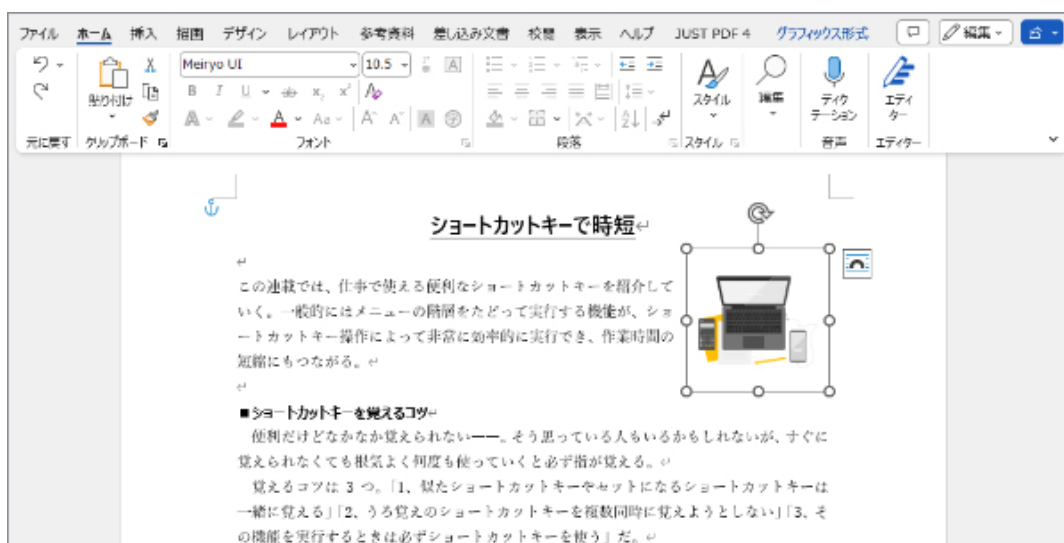 ファイル ホーム 挿入 描画 デザイン レイアウト 参考資料 差し込み文書 校閲 表示 ヘルプ JUST PDF 4 グラフィックス形式 編集
Meiryo UI 10.5
貼り付け スタイル 編集 ディクテーション エディター
元に戻す クリップボード フォント 段落 スタイル 音声 エディター
ショートカットキーで時短
この連載では、仕事で使える便利なショートカットキーを紹介して
いく。一般的にはメニューの階層をたどって実行する機能が、ショ
ートカットキー操作によって非常に効率的に実行でき、作業時間の
短縮にもつながる。
■ショートカットキーを覚えるコツ
便利だけどなかなか覚えられない――。そう思っている人もいるかもしれないが、すぐに
覚えられなくても根気よく何度も使っていくと必ず指が覚える。
覚えるコツは 3 つ。「1、似たショートカットキーやセットになるショートカットキーは
一緒に覚える」「2、うる覚えのショートカットキーを複数同時に覚えようとしない」「3、そ
の機能を実行するときは必ずショートカットキーを使う」だ。